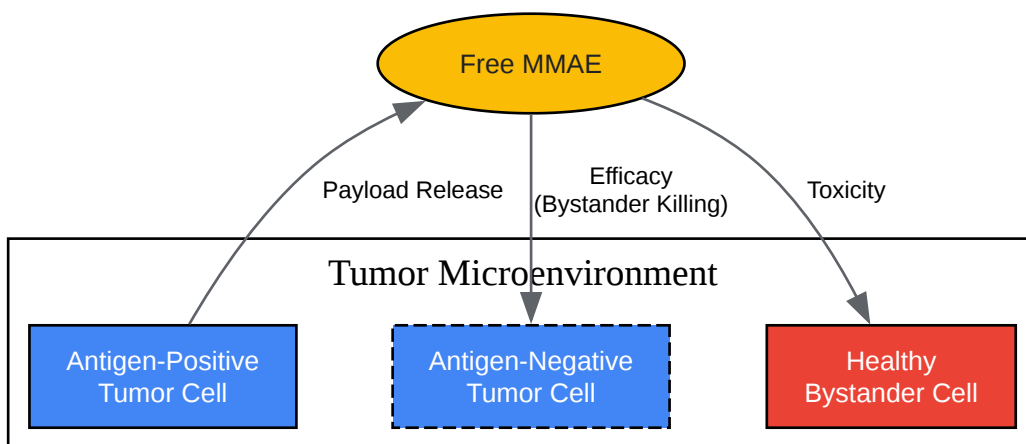 Free MMAE
Payload Release
Efficacy
(Bystander Killing)
Toxicity
Tumor Microenvironment
Antigen-Positive
Tumor Cell
Antigen-Negative
Tumor Cell
Healthy
Bystander Cell